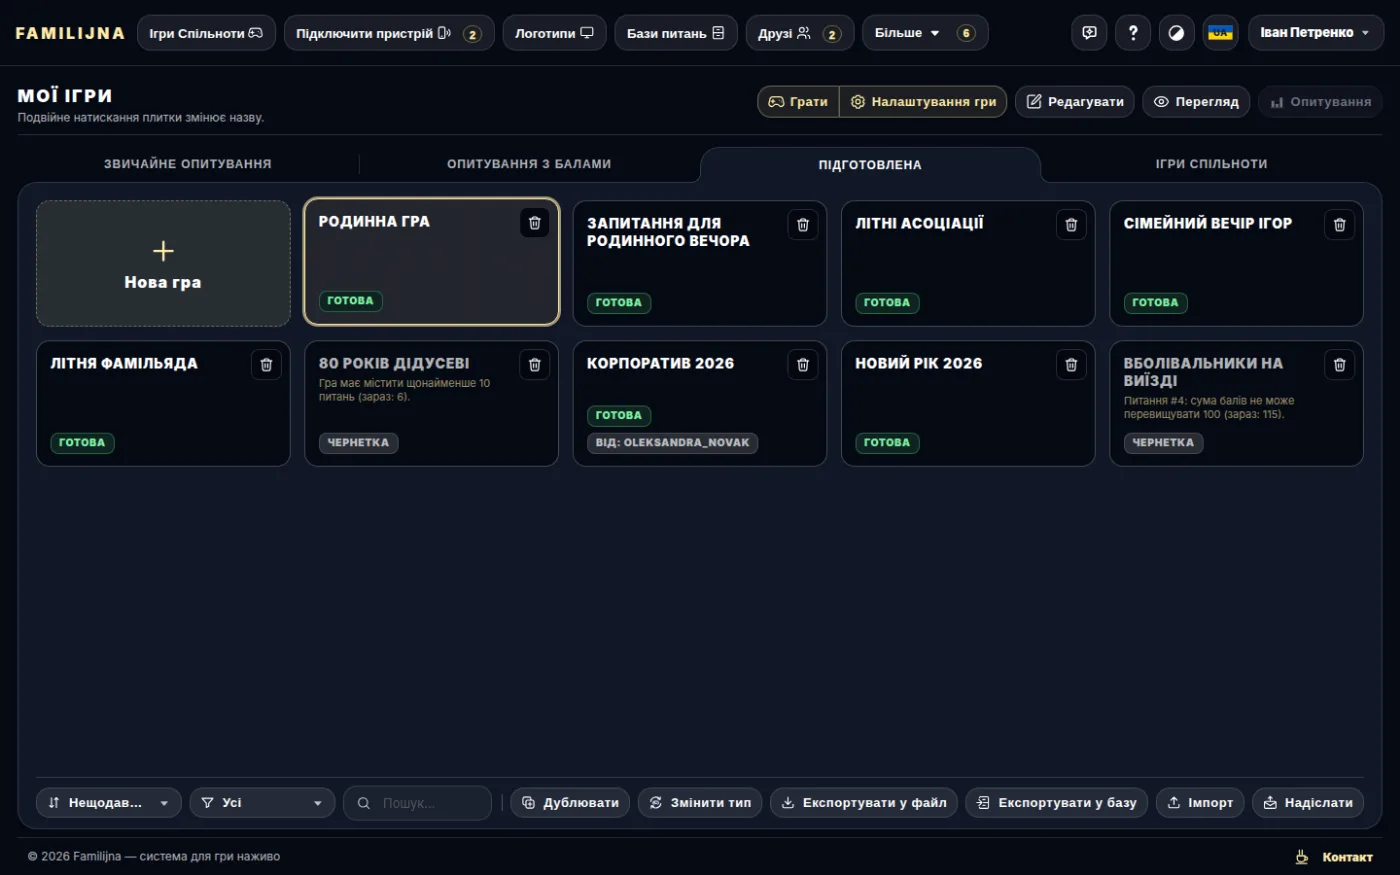 FAMILIJNA
Ігри Спільноти
Підключити пристрій 2
Логотипи
Бази питань
Друзі 2
Більше 6
?
UA
Іван Петренко
МОЇ ІГРИ
Подвійне натискання плитки змінює назву.
Грати
Налаштування гри
Редагувати
Перегляд
Опитування
ЗВИЧАЙНЕ ОПИТУВАННЯ
ОПИТУВАННЯ З БАЛАМИ
ПІДГОТОВЛЕНА
ІГРИ СПІЛЬНОТИ
Нова гра
РОДИННА ГРА
ГОТОВА
ЗАПИТАННЯ ДЛЯ
РОДИННОГО ВЕЧОРА
ГОТОВА
ЛІТНІ АСОЦІАЦІЇ
ГОТОВА
СІМЕЙНИЙ ВЕЧІР ІГОР
ГОТОВА
ЛІТНЯ ФАМІЛЬЯДА
ГОТОВА
80 РОКІВ ДІДУСЕВІ
Гра має містити щонайменше 10
питань (зараз: 6).
ЧЕРНЕТКА
КОРПОРАТИВ 2026
ГОТОВА
ВІД: OLEKSANDRA_NOVAK
НОВИЙ РІК 2026
ГОТОВА
ВБОЛІВАЛЬНИКИ НА
ВИЇЗДІ
Питання #4: сума балів не може
перевищувати 100 (зараз: 115).
ЧЕРНЕТКА
Нещодав...
Усі
Пошук...
Дублювати
Змінити тип
Експортувати у файл
Експортувати у базу
Імпорт
Надіслати
© 2026 Familijna — система для гри наживо
Контакт